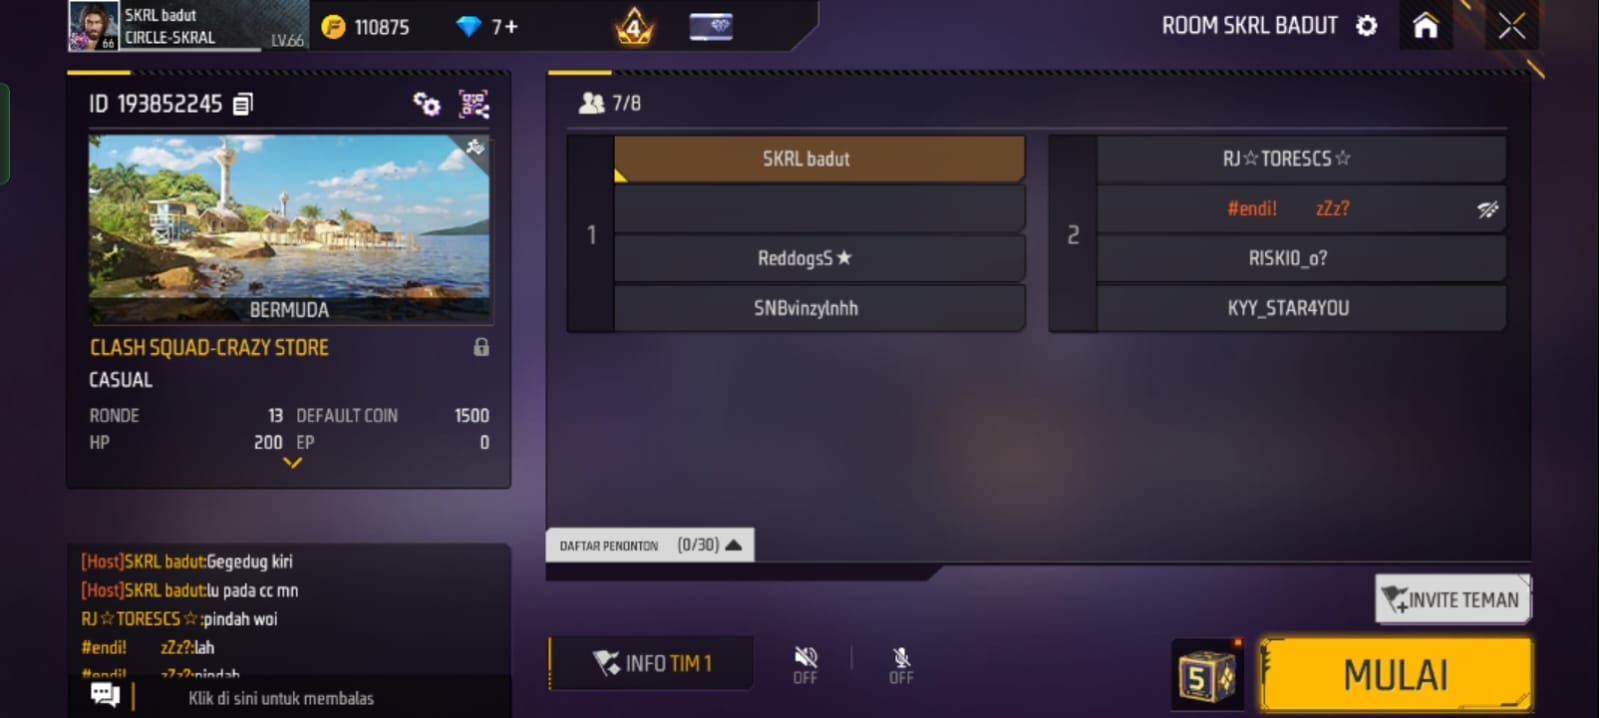 SKRL badut
CIRCLE-SKRAL
66
LV.66
110875
7+
4
ROOM SKRL BADUT
ID 193852245
BERMUDA
CLASH SQUAD-CRAZY STORE
CASUAL
RONDE 13 DEFAULT COIN 1500
HP 200 EP 0
7/8
1
SKRL badut
ReddogsS★
SNBvinzylnhh
2
RJ☆TORESCS☆
#endi! zZz?
RISKIO_o?
KYY_STAR4YOU
DAFTAR PENONTON (0/30)
[Host]SKRL badut:Gegedug kiri
[Host]SKRL badut:lu pada cc mn
RJ☆TORESCS☆:pindah woi
#endi! zZz?:lah
#endi! zZz?:pindah
Klik di sini untuk membalas
INFO TIM 1
OFF
OFF
INVITE TEMAN
5
MULAI